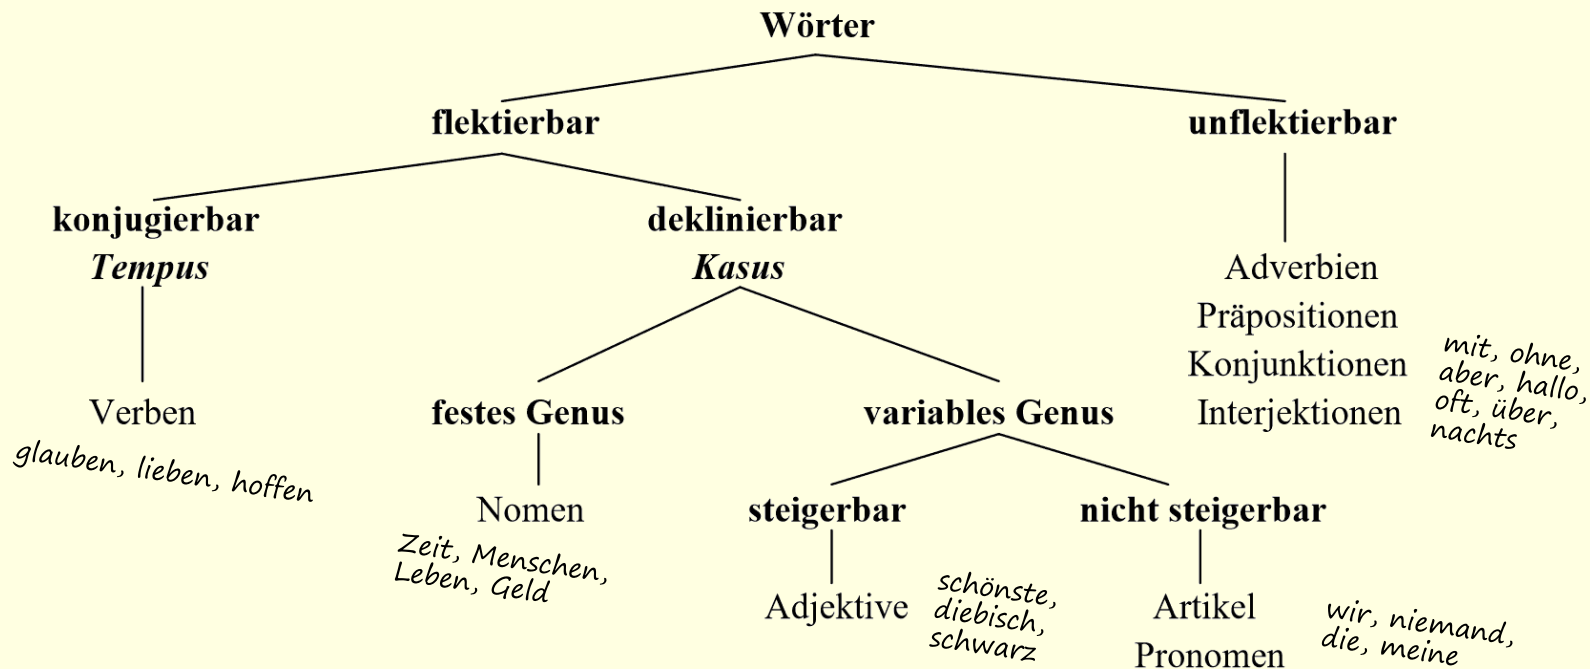 Wörter
flektierbar
unflektierbar
konjugierbar
Tempus
deklinierbar
Kasus
Adverbien
Präpositionen
Konjunktionen
Interjektionen
mit, ohne,
aber, hallo,
oft, über,
nachts
Verben
glauben, lieben, hoffen
festes Genus
variables Genus
Nomen
Zeit, Menschen,
Leben, Geld
steigerbar
nicht steigerbar
Adjektive
schönste,
diebisch,
schwarz
Artikel
Pronomen
wir, niemand,
die, meine